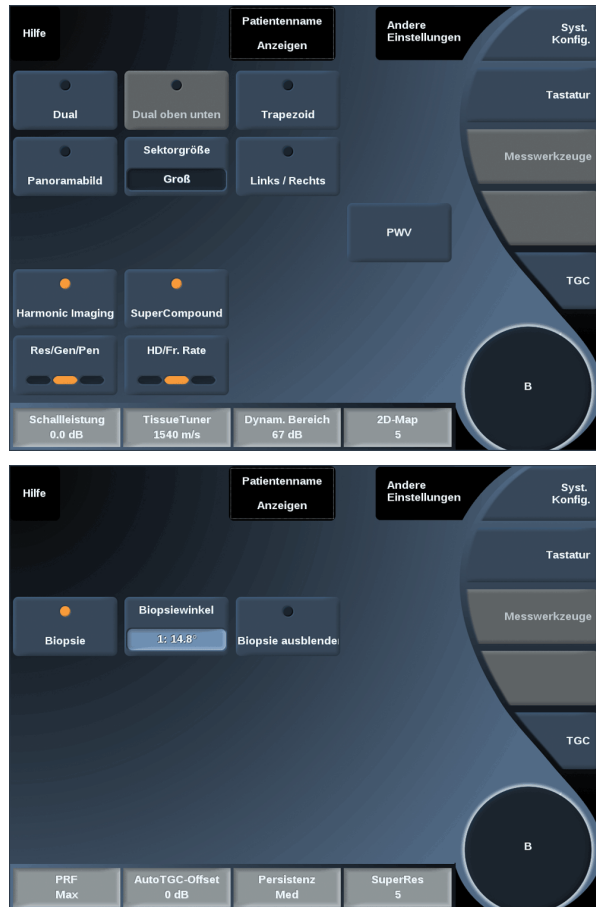 Hilfe
Patientenname
Anzeigen
Andere
Einstellungen
Syst.
Konfig.
Dual
Dual oben unten
Trapezoid
Tastatur
Panoramabild
Sektorgröße
Groß
Links / Rechts
Messwerkzeuge
PWV
TGC
Harmonic Imaging
SuperCompound
Res/Gen/Pen
HD/Fr. Rate
B
Schallleistung
0.0 dB
TissueTuner
1540 m/s
Dynam. Bereich
67 dB
2D-Map
5
Hilfe
Patientenname
Anzeigen
Andere
Einstellungen
Syst.
Konfig.
Tastatur
Biopsie
Biopsiewinkel
1: 14.8°
Biopsie ausblende
Messwerkzeuge
TGC
B
PRF
Max
AutoTGC-Offset
0 dB
Persistenz
Med
SuperRes
5